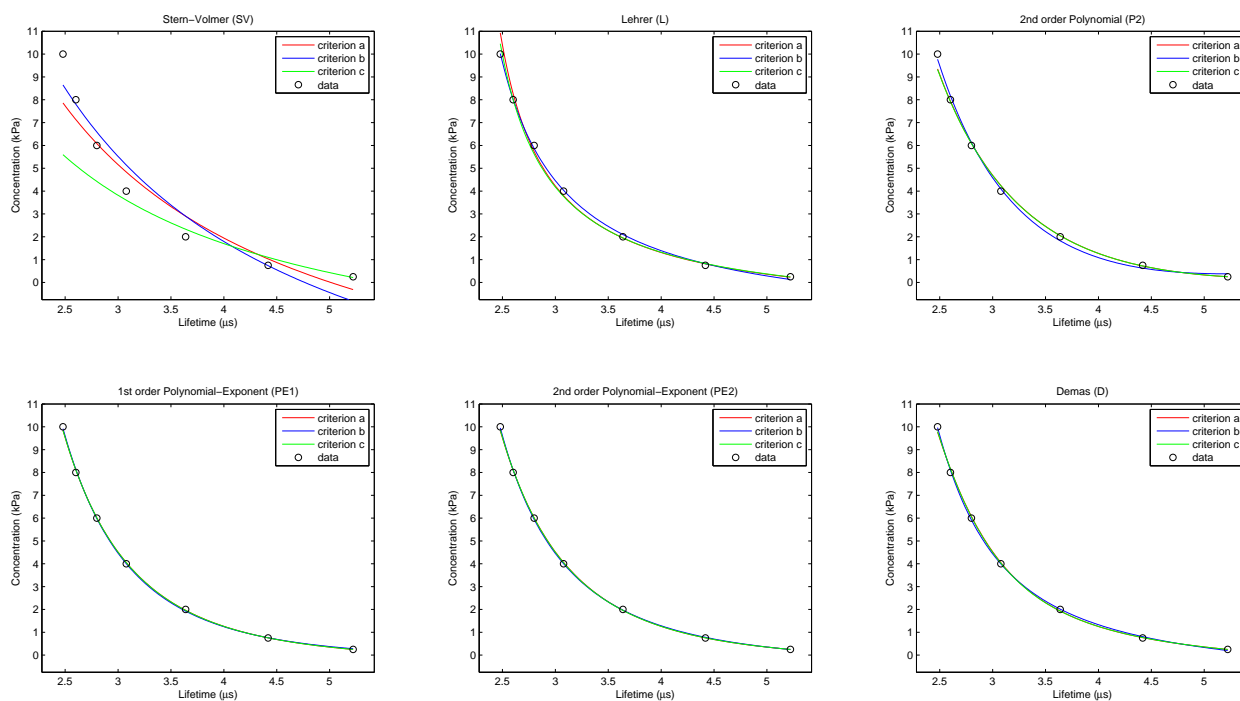 Stern−Volmer (SV)
11
10
9
8
7
6
5
4
3
2
1
0
Concentration (kPa)
2.5 3 3.5 4 4.5 5
Lifetime (μs)
criterion a
criterion b
criterion c
data
Lehrer (L)
11
10
9
8
7
6
5
4
3
2
1
0
Concentration (kPa)
2.5 3 3.5 4 4.5 5
Lifetime (μs)
criterion a
criterion b
criterion c
data
2nd order Polynomial (P2)
11
10
9
8
7
6
5
4
3
2
1
0
Concentration (kPa)
2.5 3 3.5 4 4.5 5
Lifetime (μs)
criterion a
criterion b
criterion c
data
1st order Polynomial−Exponent (PE1)
11
10
9
8
7
6
5
4
3
2
1
0
Concentration (kPa)
2.5 3 3.5 4 4.5 5
Lifetime (μs)
criterion a
criterion b
criterion c
data
2nd order Polynomial−Exponent (PE2)
11
10
9
8
7
6
5
4
3
2
1
0
Concentration (kPa)
2.5 3 3.5 4 4.5 5
Lifetime (μs)
criterion a
criterion b
criterion c
data
Demas (D)
11
10
9
8
7
6
5
4
3
2
1
0
Concentration (kPa)
2.5 3 3.5 4 4.5 5
Lifetime (μs)
criterion a
criterion b
criterion c
data